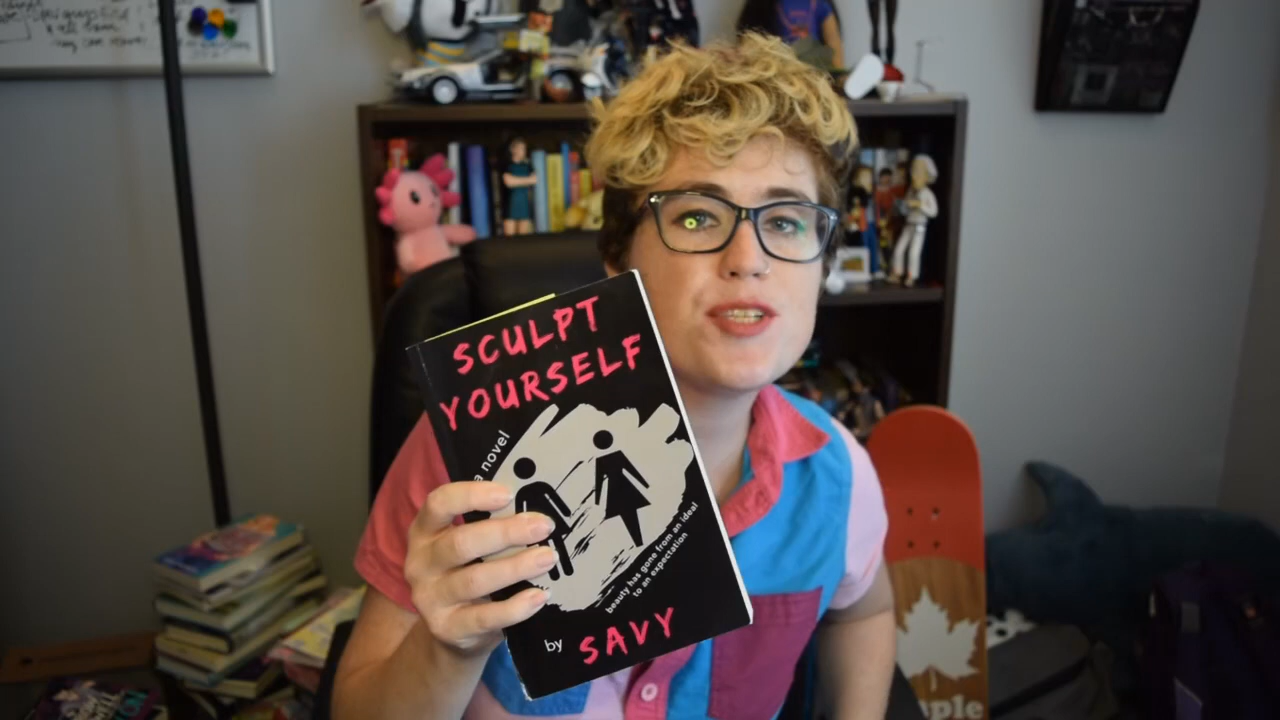 SCULPT
YOURSELF
a novel
beauty has gone from an ideal
to an expectation
by SAVY